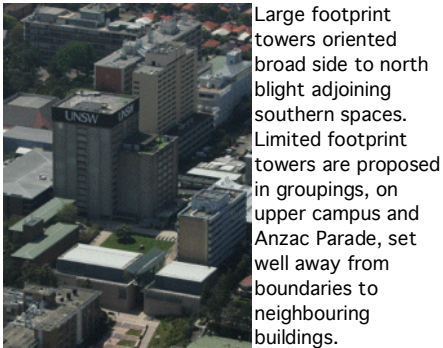 UNSW
UNSW
Large footprint
towers oriented
broad side to north
blight adjoining
southern spaces.
Limited footprint
towers are proposed
in groupings, on
upper campus and
Anzac Parade, set
well away from
boundaries to
neighbouring
buildings.